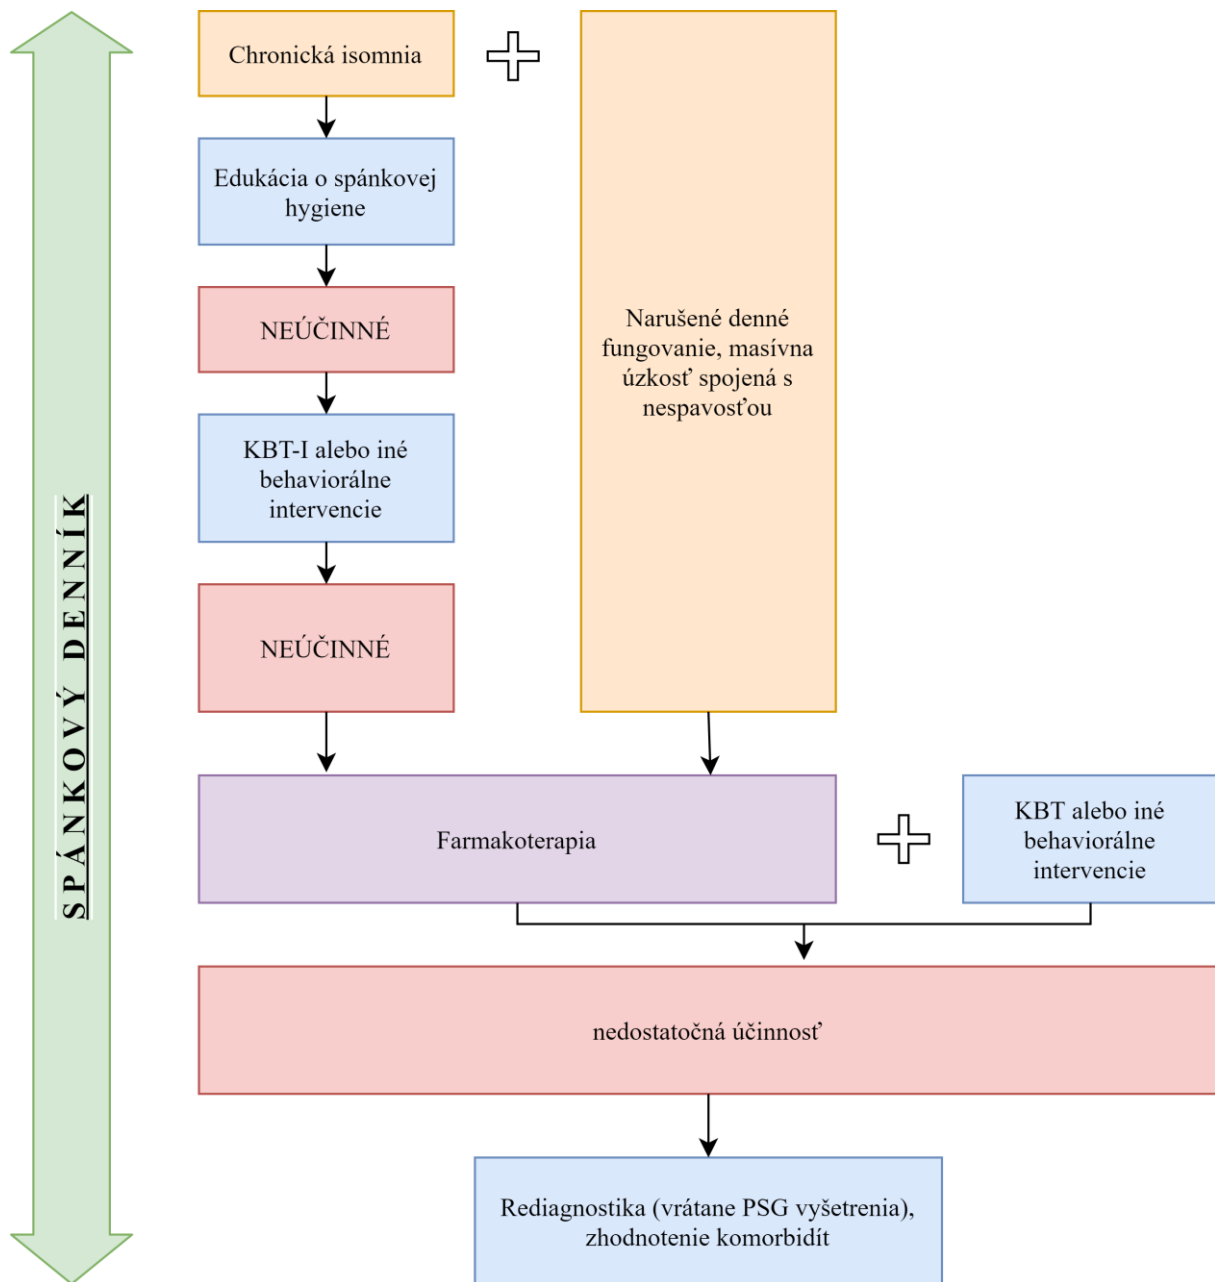 Chronická isomnia
Edukácia o spánkovej
hygiene
NEÚČINNÉ
KBT-I alebo iné
behaviorálne
intervencie
NEÚČINNÉ
Narušené denné
fungovanie, masívna
úzkosť spojená s
nespavosťou
SPÁNKOVÝ DENNÍK
Farmakoterapia
KBT alebo iné
behaviorálne
intervencie
nedostatočná účinnosť
Rediagnostika (vrátane PSG vyšetrenia),
zhodnotenie komorbidít